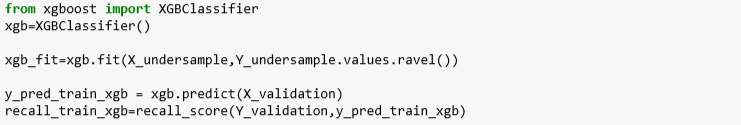 from xgboost import XGBClassifier
xgb=XGBClassifier()
xgb_fit=xgb.fit(X_undersample,Y_undersample.values.ravel())
y_pred_train_xgb = xgb.predict(X_validation)
recall_train_xgb=recall_score(Y_validation,y_pred_train_xgb)